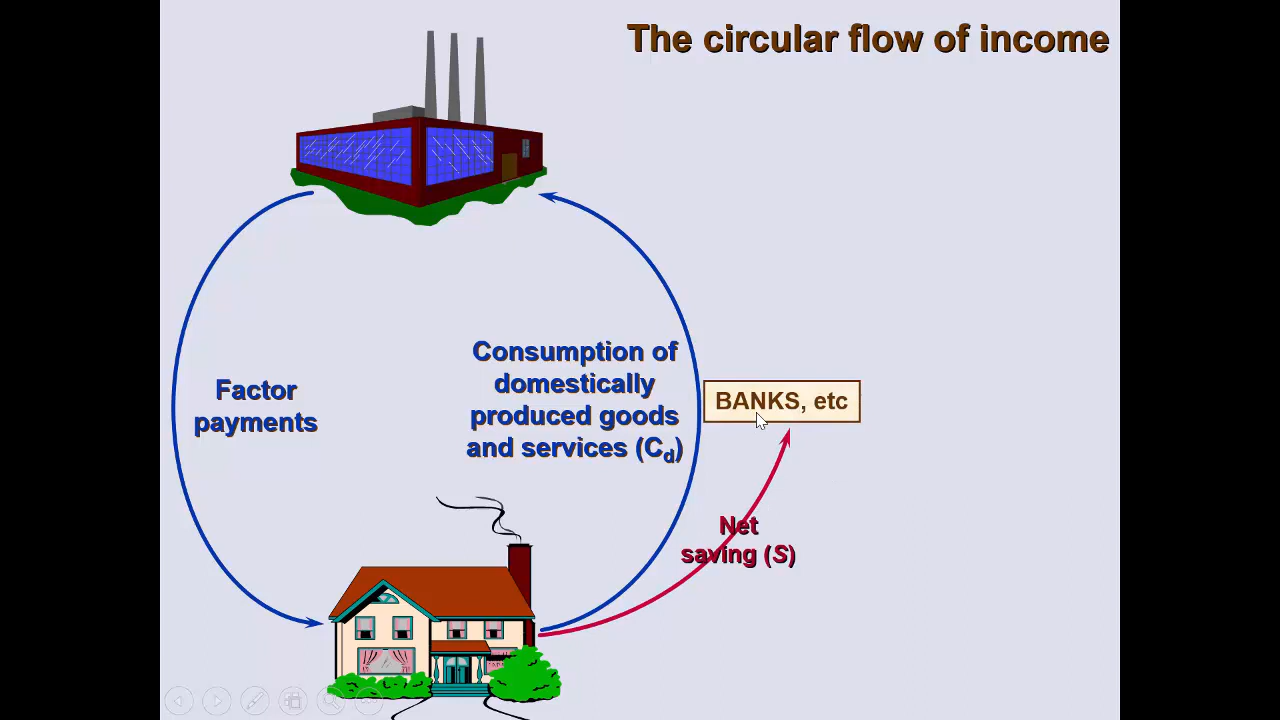 The circular flow of income
Factor
payments
Consumption of
domestically
produced goods
and services (Cd)
BANKS, etc
Net
saving (S)